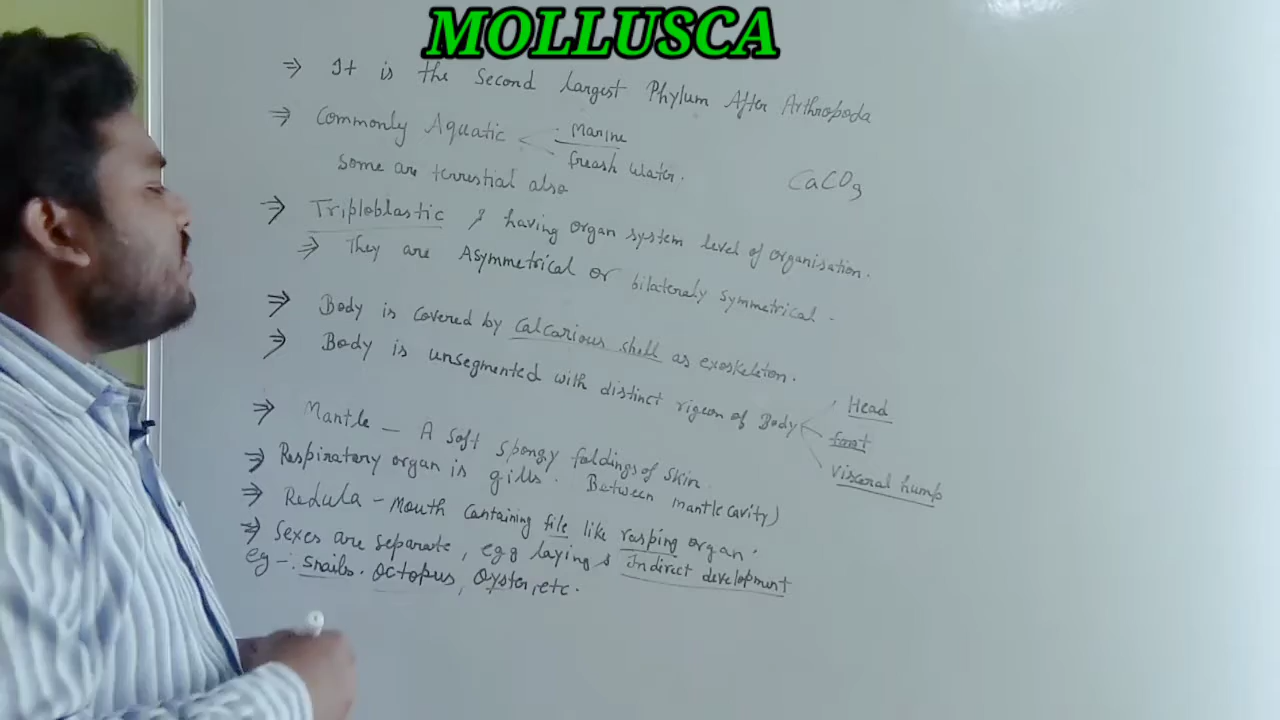 MOLLUSCA
⇒ It is the Second largest Phylum After Arthropoda
⇒ Commonly Aquatic
Marine
freash water.
Some are terrestial also
CaCO3
⇒ Triploblastic & having organ system level of organisation.
⇒ They are Asymmetrical or bilateraly symmetrical.
⇒ Body is Covered by Calcarious shell as exoskeleton.
⇒ Body is unsegmented with distinct rigeon of Body
Head
foot
visceral hump
⇒ Mantle - A soft spongy foldings of skin
⇒ Respiratory organ is gills. Between mantle cavity)
⇒ Redula - Mouth containing file like rasping organ.
⇒ Sexes are separate, egg laying & Indirect development
eg -: Snails. Octopus, Oyster, etc.